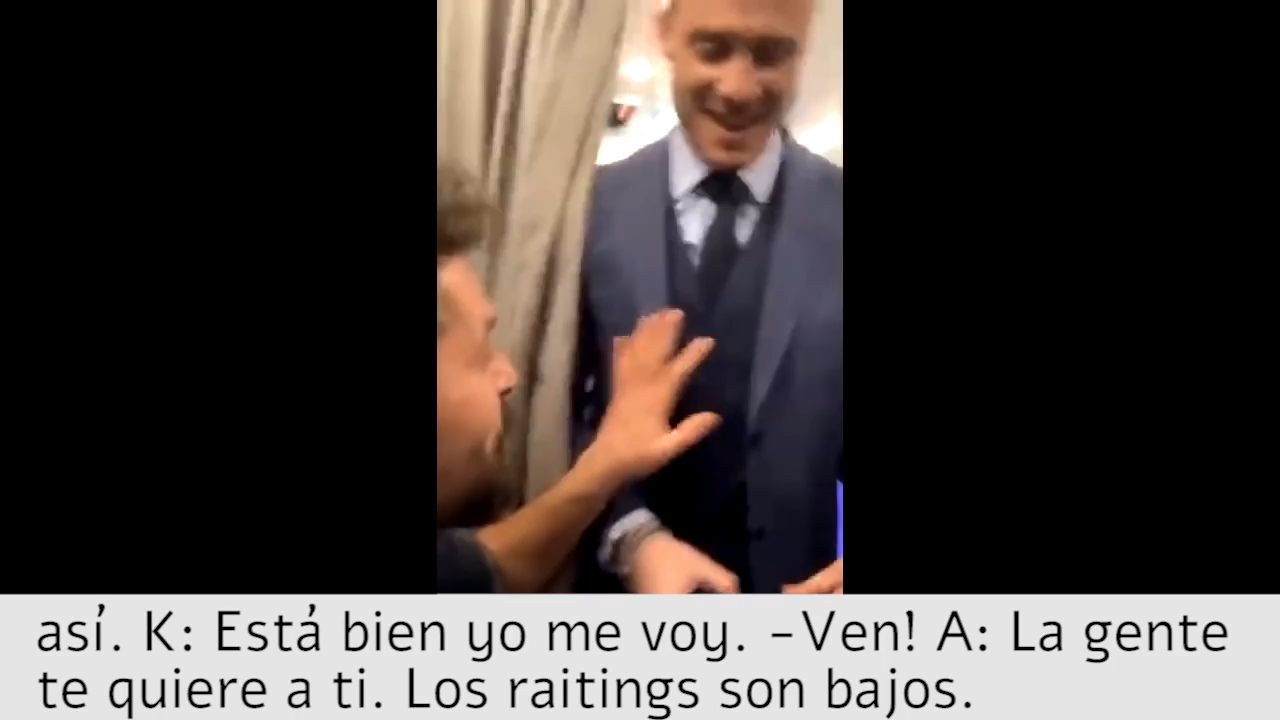 así. K: Está bien yo me voy. -Ven! A: La gente
te quiere a ti. Los raitings son bajos.